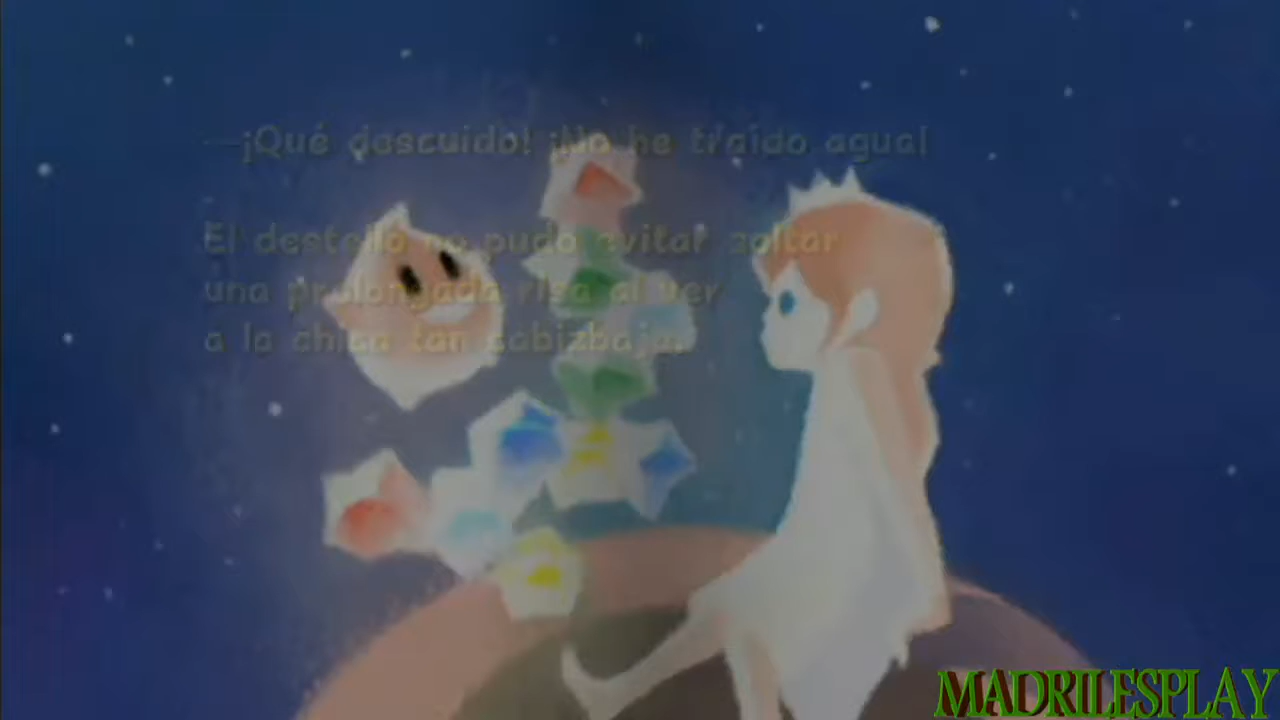 —¡Qué descuido! ¡No he traído agua!
El destello no pudo evitar soltar
una prolongada risa al ver
a la chica tan cabizbaja.
MADRILESPLAY